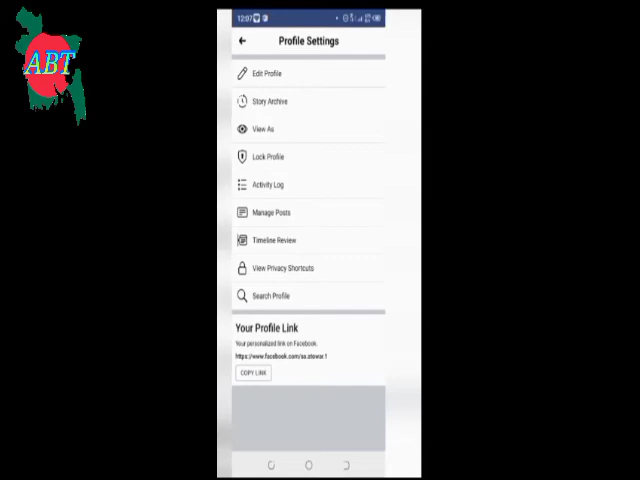 ABT
12:07
Profile Settings
Edit Profile
Story Archive
View As
Lock Profile
Activity Log
Manage Posts
Timeline Review
View Privacy Shortcuts
Search Profile
Your Profile Link
Your personalized link on Facebook.
COPY LINK